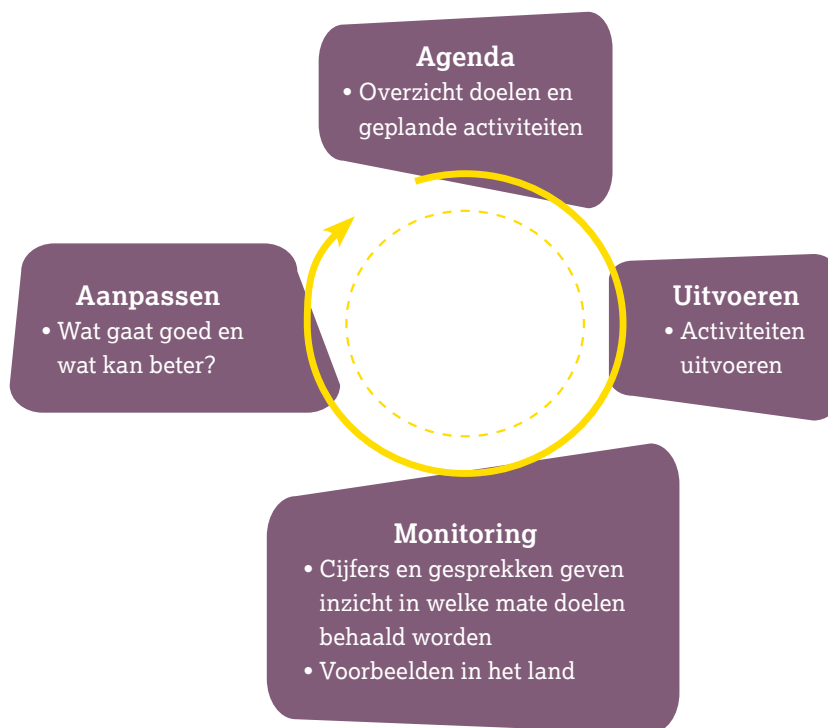 Agenda
• Overzicht doelen en
geplande activiteiten
Uitvoeren
• Activiteiten
uitvoeren
Monitoring
• Cijfers en gesprekken geven
inzicht in welke mate doelen
behaald worden
• Voorbeelden in het land
Aanpassen
• Wat gaat goed en
wat kan beter?